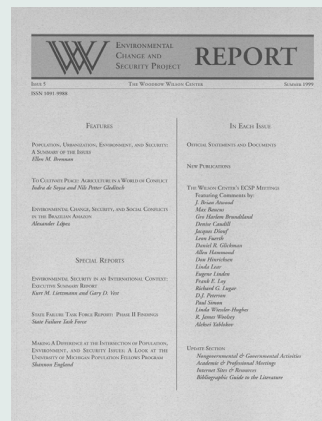 ENVIRONMENTAL
CHANGE AND
SECURITY PROJECT
REPORT
ISSUE 5
THE WOODROW WILSON CENTER
SUMMER 1999
ISSN 1091-9988
FEATURES
POPULATION, URBANIZATION, ENVIRONMENT, AND SECURITY:
A SUMMARY OF THE ISSUES
Ellen M. Brennan
TO CULTIVATE PEACE: AGRICULTURE IN A WORLD OF CONFLICT
Indra de Soysa and Nils Petter Gleditsch
ENVIRONMENTAL CHANGE, SECURITY, AND SOCIAL CONFLICTS
IN THE BRAZILIAN AMAZON
Alexander López
SPECIAL REPORTS
ENVIRONMENTAL SECURITY IN AN INTERNATIONAL CONTEXT:
EXECUTIVE SUMMARY REPORT
Kurt M. Lietzmann and Gary D. Vest
STATE FAILURE TASK FORCE REPORT: PHASE II FINDINGS
State Failure Task Force
MAKING A DIFFERENCE AT THE INTERSECTION OF POPULATION,
ENVIRONMENT, AND SECURITY ISSUES: A LOOK AT THE
UNIVERSITY OF MICHIGAN POPULATION FELLOWS PROGRAM
Shannon England
IN EACH ISSUE
OFFICIAL STATEMENTS AND DOCUMENTS
NEW PUBLICATIONS
THE WILSON CENTER'S ECSP MEETINGS
Featuring Comments by:
J. Brian Atwood
Max Baucus
Gro Harlem Brundtland
Denise Caudill
Jacques Diouf
Leon Fuerth
Daniel R. Glickman
Allen Hammond
Dan Hinrichsen
Linda Lear
Eugene Linden
Frank E. Loy
Richard G. Lugar
D.J. Peterson
Paul Simon
Linda Wheeler-Hughes
R. James Woolsey
Aleksei Yablokov
UPDATE SECTION
Nongovernmental & Governmental Activities
Academic & Professional Meetings
Internet Sites & Resources
Bibliographic Guide to the Literature